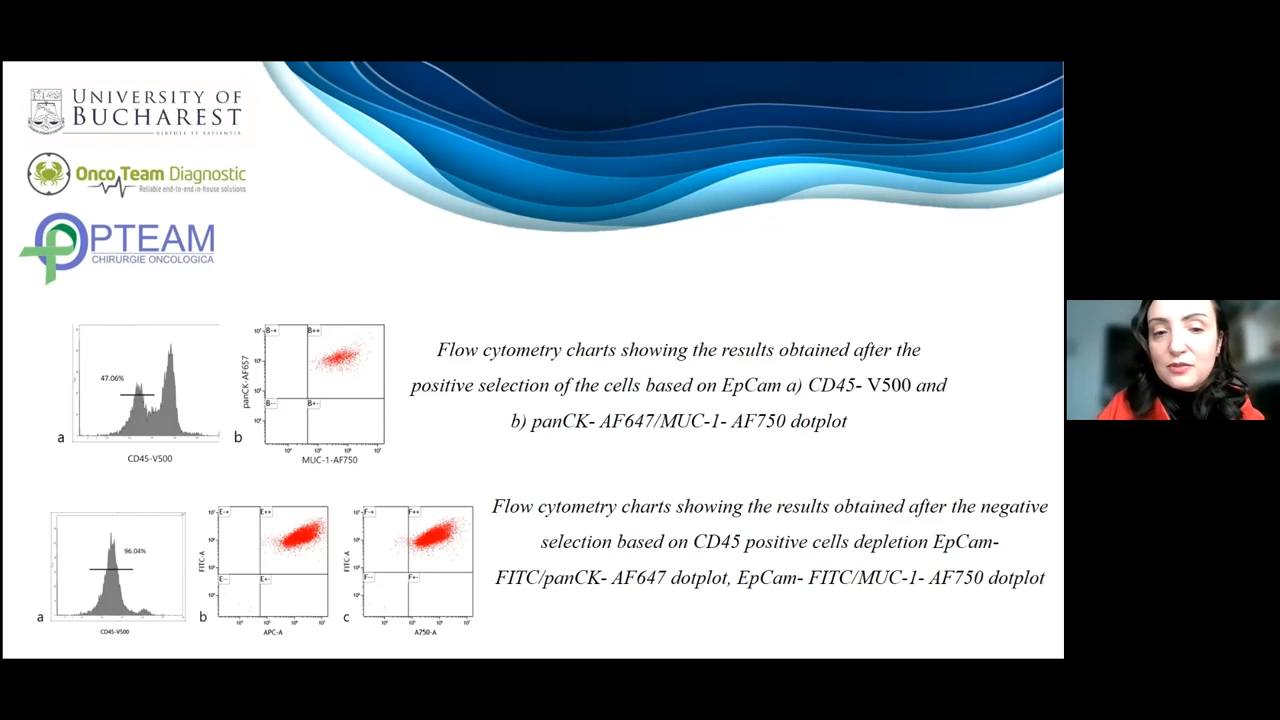 UNIVERSITY OF
BUCHAREST
VIRTUTE ET SAPIENTIA
Onco Team Diagnostic
Reliable end-to-end in-house solutions
OPTEAM
CHIRURGIE ONCOLOGICA
47.06%
a
CD45-V500
b
panCK-AF657
B-+
B++
B--
B+-
MUC-1-AF750
Flow cytometry charts showing the results obtained after the
positive selection of the cells based on EpCam a) CD45- V500 and
b) panCK- AF647/MUC-1- AF750 dotplot
96.04%
a
CD45-V500
b
FITC-A
E-+
E++
E--
E+-
APC-A
c
FITC-A
F-+
F++
F--
F+-
A750-A
Flow cytometry charts showing the results obtained after the negative
selection based on CD45 positive cells depletion EpCam-
FITC/panCK- AF647 dotplot, EpCam- FITC/MUC-1- AF750 dotplot